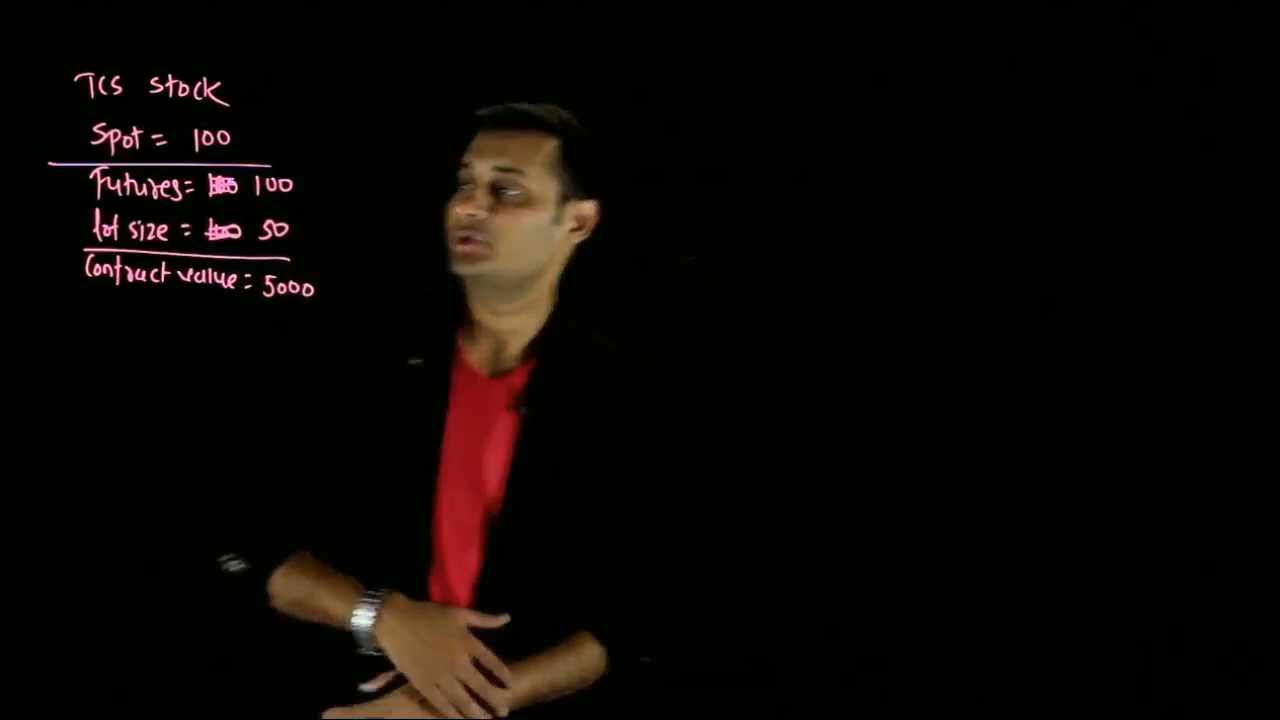 TCS stock
Spot = 100
Futures = 100
lot size = 50
Contract value = 5000